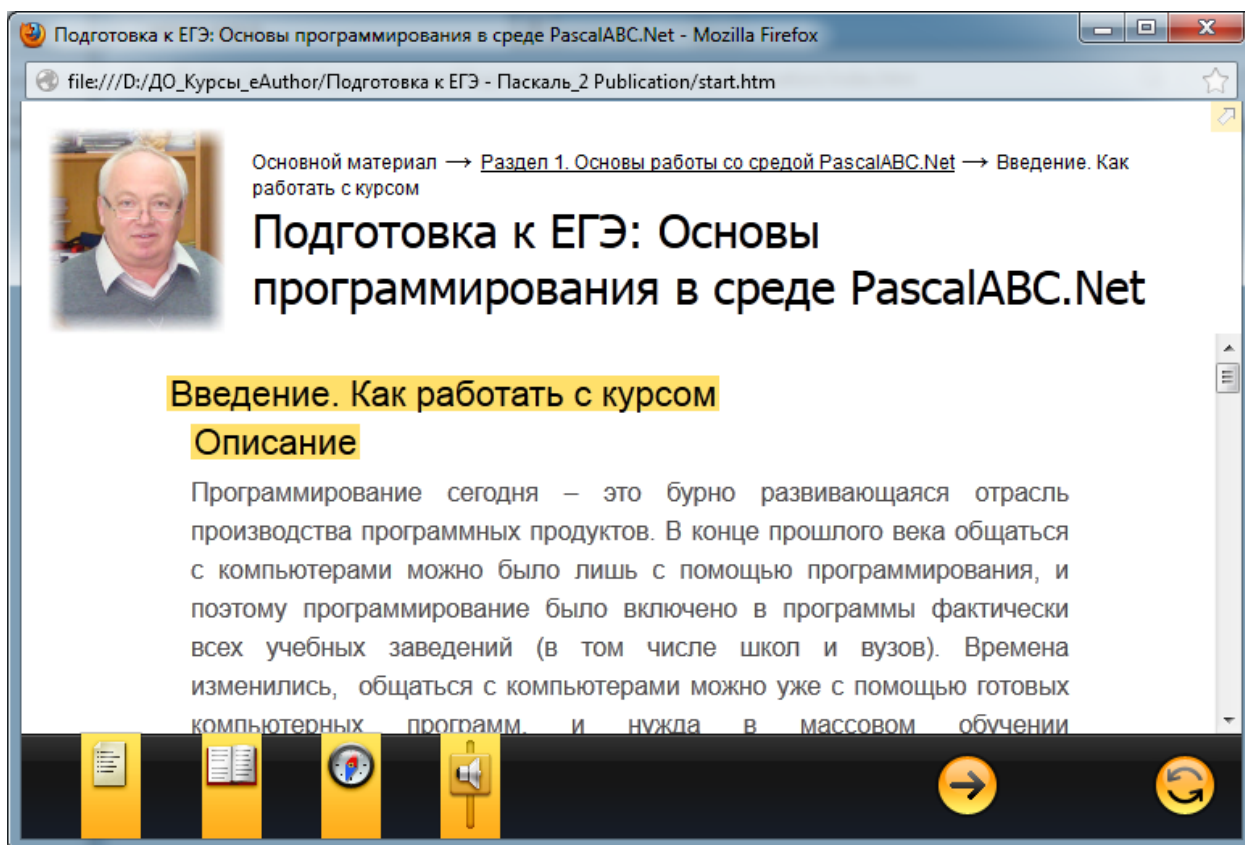 Подготовка к ЕГЭ: Основы программирования в среде PascalABC.Net - Mozilla Firefox
file:///D:/ДО_Курсы_eAuthor/Подготовка к ЕГЭ - Паскаль_2 Publication/start.htm
Основной материал → Раздел 1. Основы работы со средой PascalABC.Net → Введение. Как
работать с курсом
Подготовка к ЕГЭ: Основы
программирования в среде PascalABC.Net
Введение. Как работать с курсом
Описание
Программирование сегодня – это бурно развивающаяся отрасль
производства программных продуктов. В конце прошлого века общаться
с компьютерами можно было лишь с помощью программирования, и
поэтому программирование было включено в программы фактически
всех учебных заведений (в том числе школ и вузов). Времена
изменились, общаться с компьютерами можно уже с помощью готовых
компьютерных программ, и нужда в массовом обучении